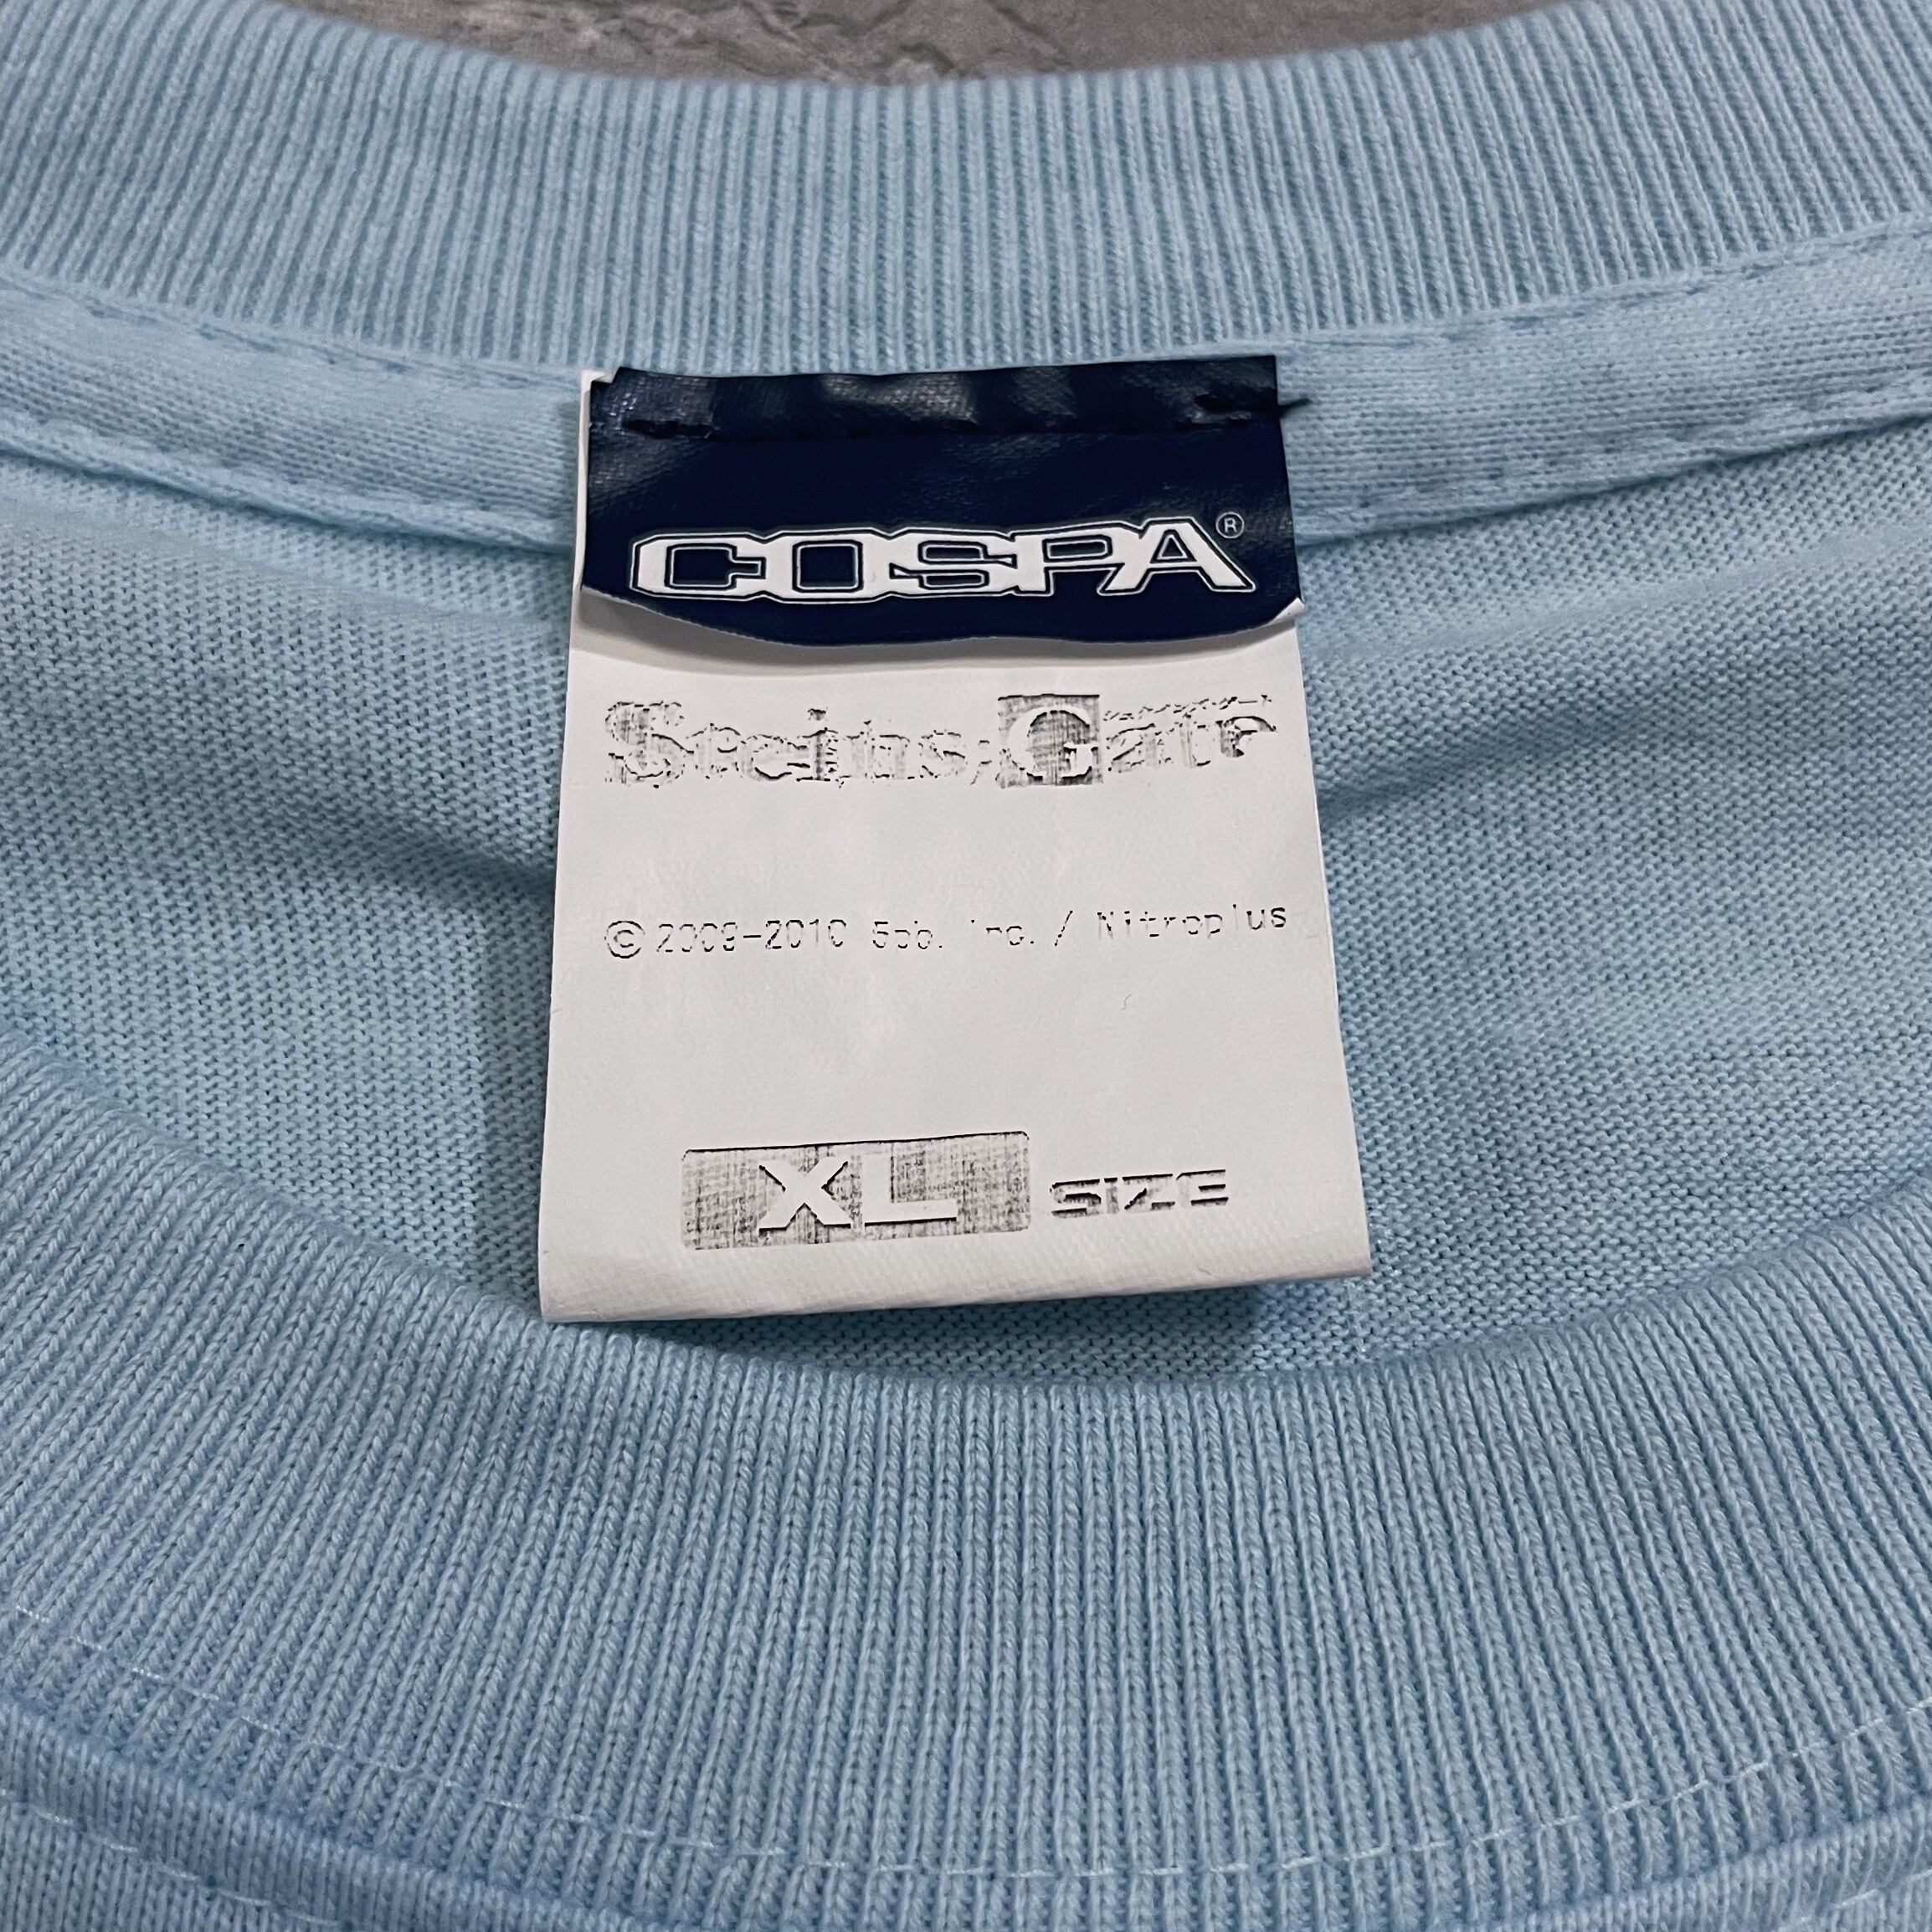 COSPA®
Steins;Gate
シュタインズ・ゲート
©2009-2010 5pb. Inc. / Nitroplus
XL SIZE